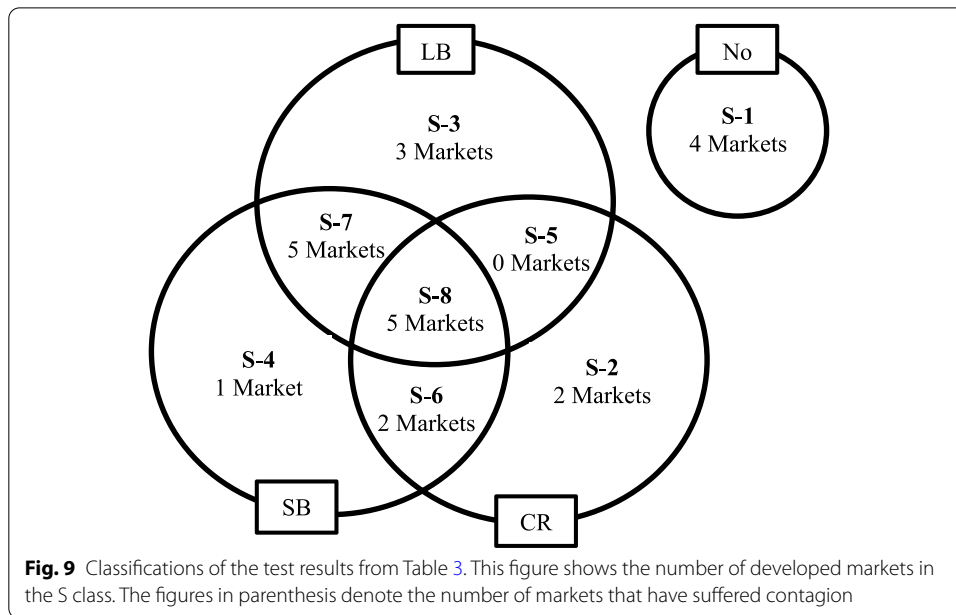 LB
No
S-3
3 Markets
S-1
4 Markets
S-7
5 Markets
S-5
0 Markets
S-8
5 Markets
S-4
1 Market
S-2
2 Markets
S-6
2 Markets
SB
CR
Fig. 9 Classifications of the test results from Table 3. This figure shows the number of developed markets in
the S class. The figures in parenthesis denote the number of markets that have suffered contagion